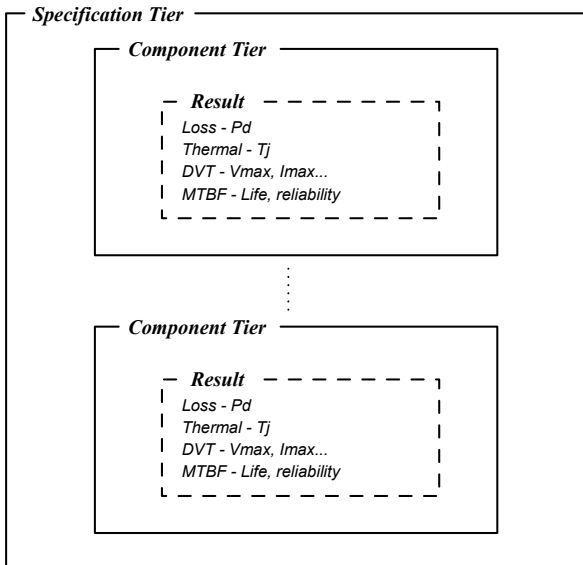 Specification Tier
Component Tier
Result
Loss - Pd
Thermal - Tj
DVT - Vmax, Imax...
MTBF - Life, reliability
Component Tier
Result
Loss - Pd
Thermal - Tj
DVT - Vmax, Imax...
MTBF - Life, reliability